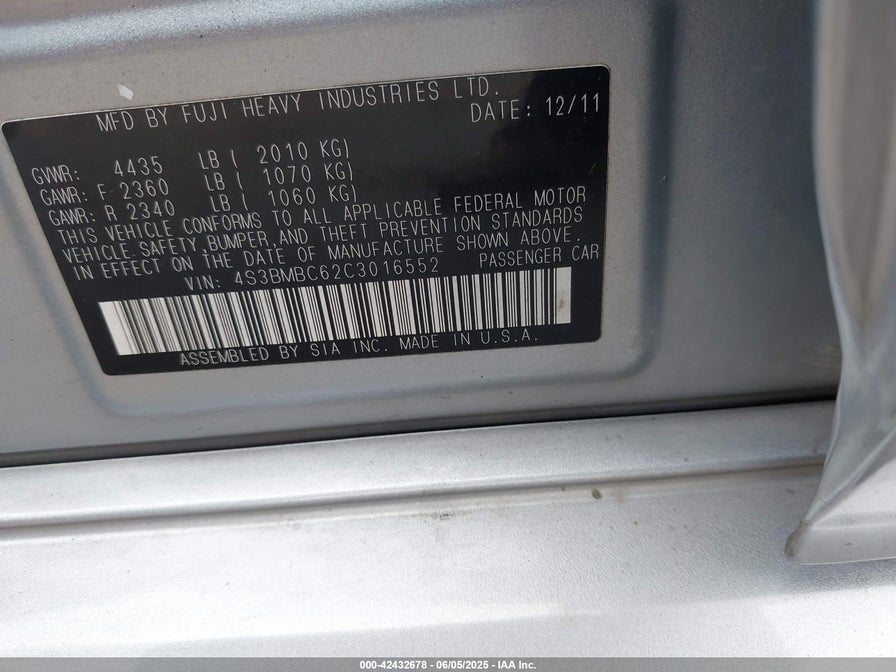 MFD BY FUJI HEAVY INDUSTRIES LTD.
DATE: 12/11
GVWR: 4435 LB ( 2010 KG)
GAWR: F 2360 LB ( 1070 KG)
GAWR: R 2340 LB ( 1060 KG)
THIS VEHICLE CONFORMS TO ALL APPLICABLE FEDERAL MOTOR
VEHICLE SAFETY, BUMPER, AND THEFT PREVENTION STANDARDS
IN EFFECT ON THE DATE OF MANUFACTURE SHOWN ABOVE.
VIN: 4S3BMBC62C3016552 PASSENGER CAR
ASSEMBLED BY SIA INC. MADE IN U.S.A.
000-42432678 - 06/05/2025 - IAA Inc.